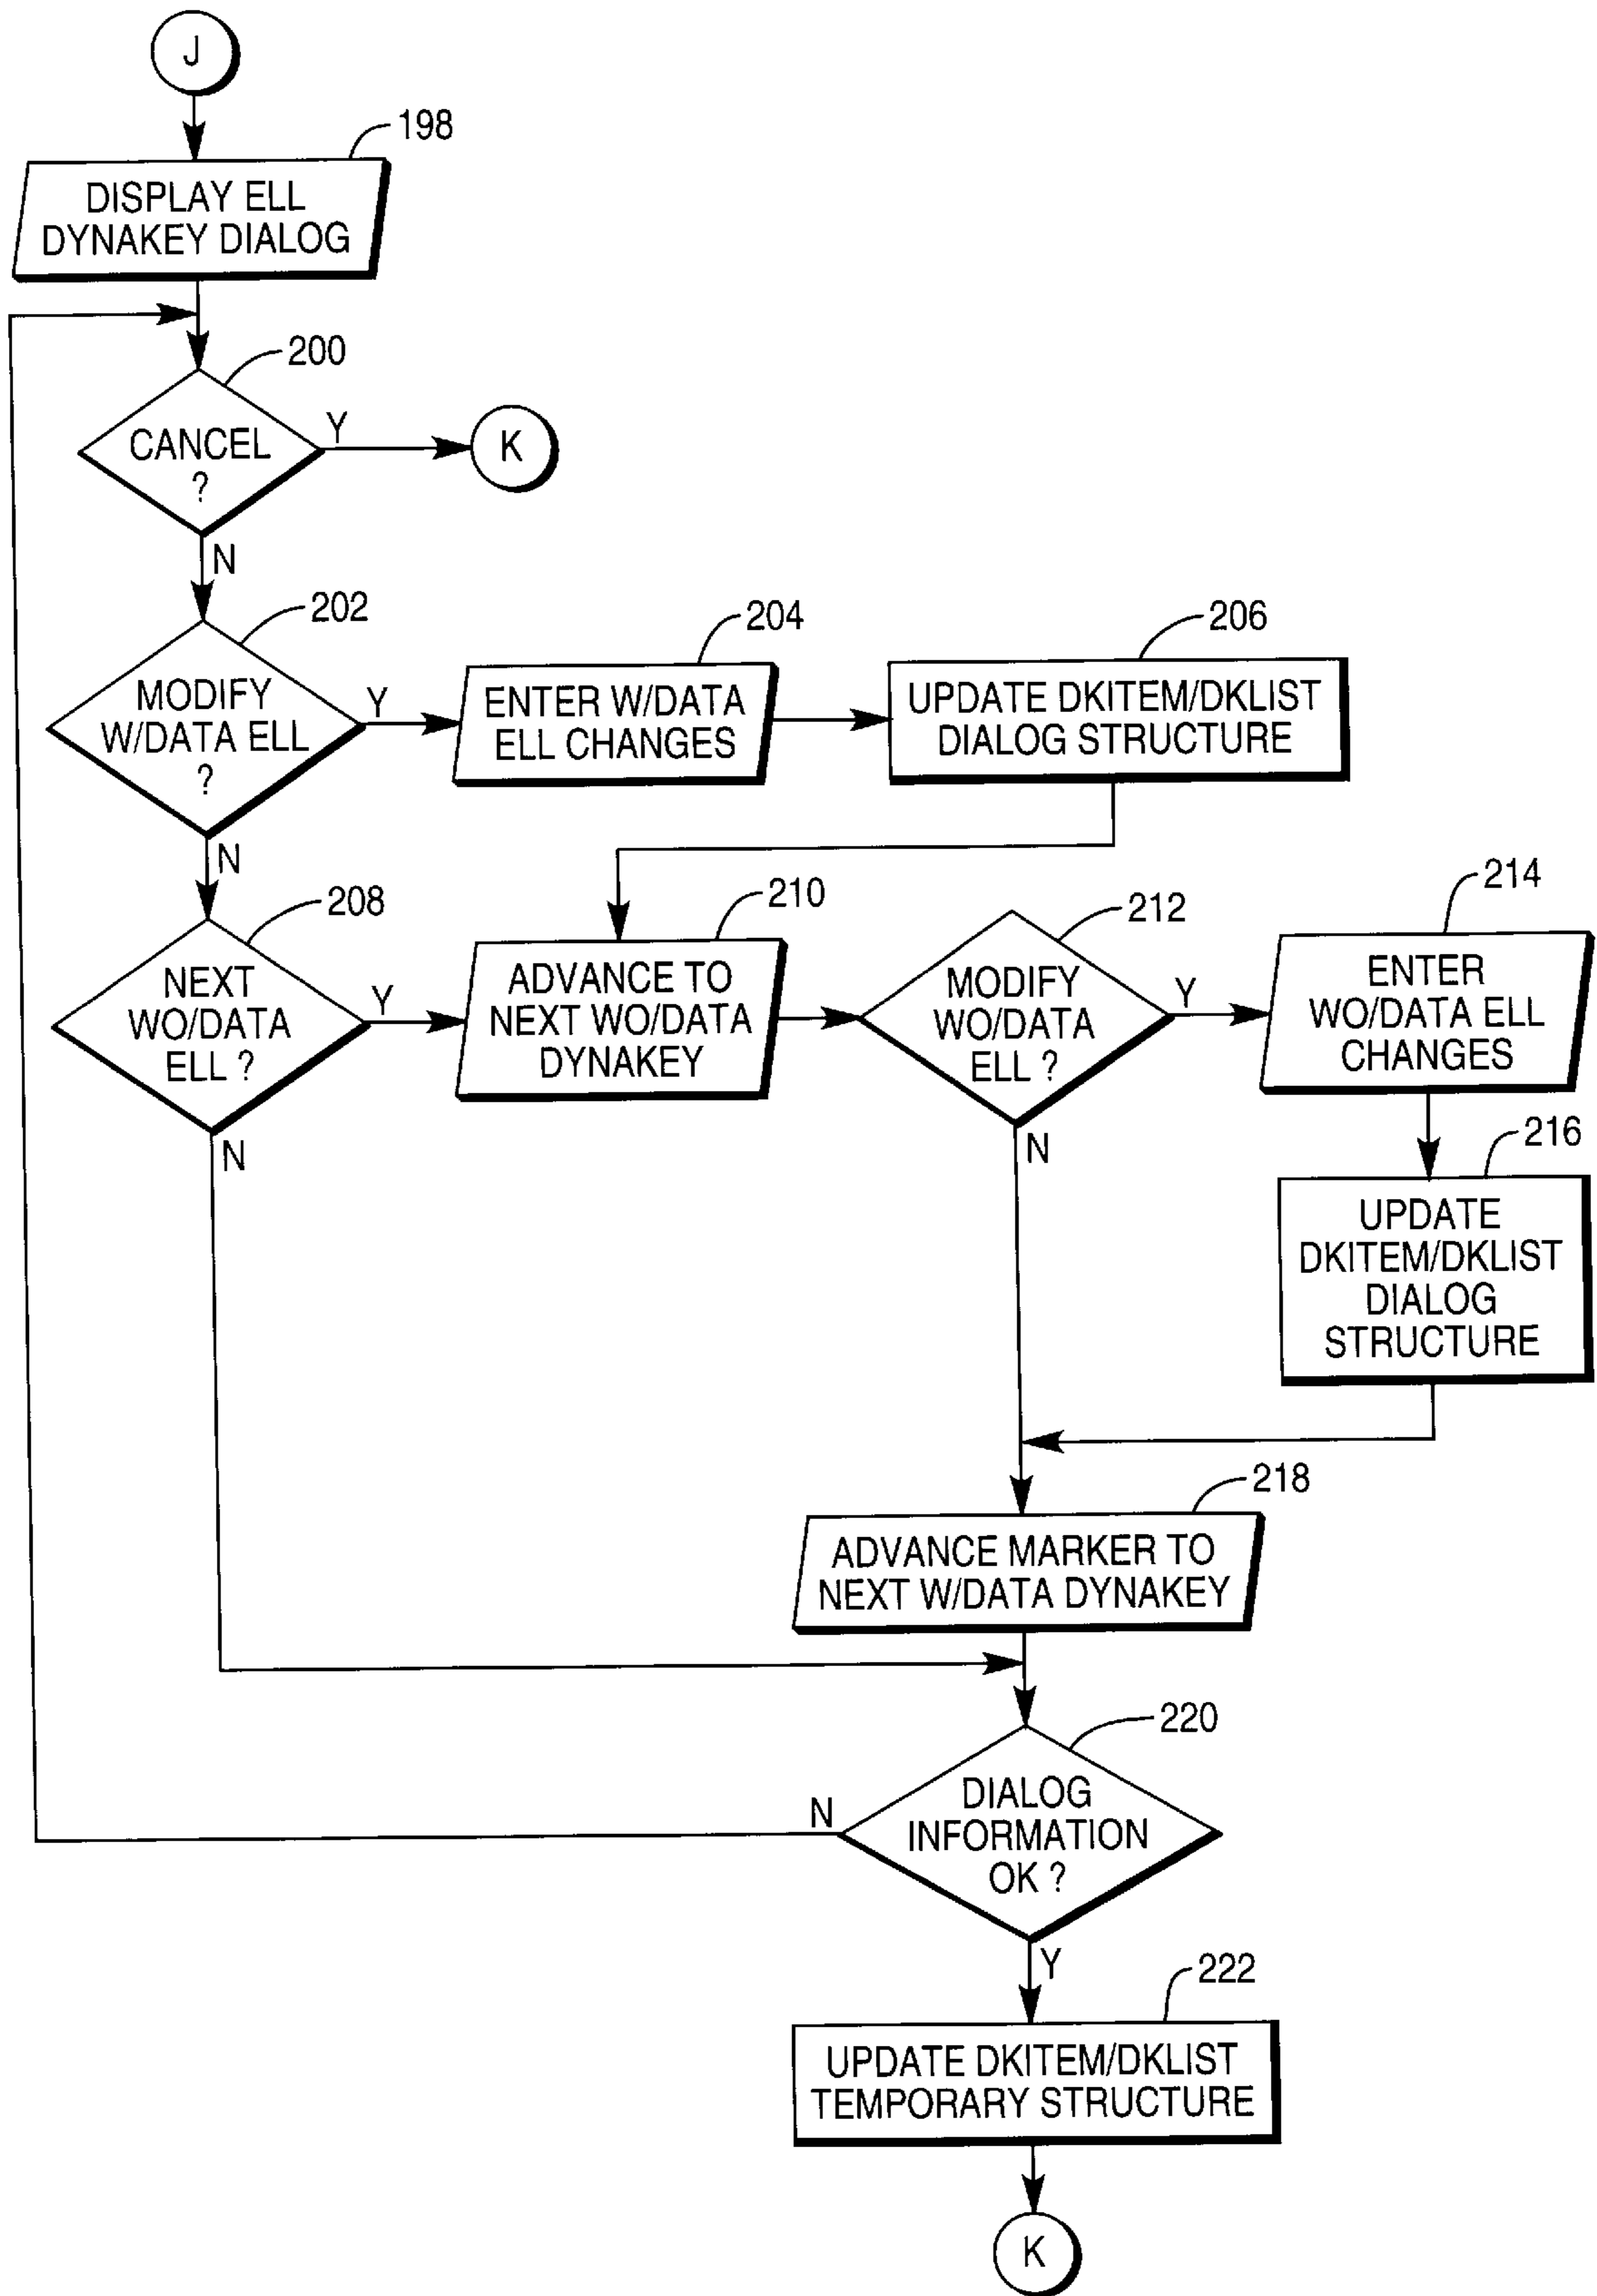 J
198
DISPLAY ELL
DYNAKEY DIALOG
200
CANCEL
?
Y
K
N
202
MODIFY
W/DATA ELL
?
Y
204
ENTER W/DATA
ELL CHANGES
206
UPDATE DKITEM/DKLIST
DIALOG STRUCTURE
N
208
NEXT
WO/DATA
ELL ?
Y
210
ADVANCE TO
NEXT WO/DATA
DYNAKEY
212
MODIFY
WO/DATA
ELL ?
Y
214
ENTER
WO/DATA ELL
CHANGES
N
N
216
UPDATE
DKITEM/DKLIST
DIALOG
STRUCTURE
218
ADVANCE MARKER TO
NEXT W/DATA DYNAKEY
220
DIALOG
INFORMATION
OK ?
N
Y
222
UPDATE DKITEM/DKLIST
TEMPORARY STRUCTURE
K